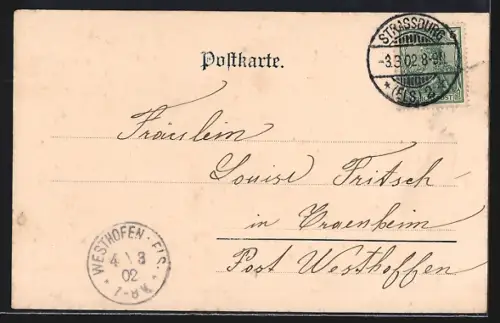 STRASSBURG
-3.3.02.8-9N.
* (ELS.) 2. *
Postkarte.
Fräulein
Louise Fritsch
in Traenheim
Post Westhoffen
WESTHOFEN - ELS.
4 3
02
7-8V.